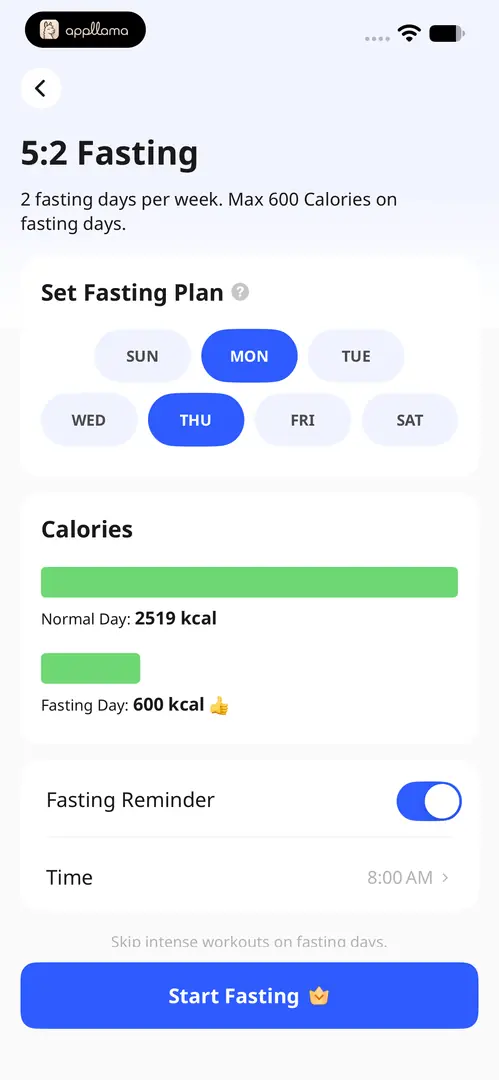 appllama
5:2 Fasting
2 fasting days per week. Max 600 Calories on
fasting days.
Set Fasting Plan ?
SUN MON TUE
WED THU FRI SAT
Calories
Normal Day: 2519 kcal
Fasting Day: 600 kcal 👍
Fasting Reminder
Time 8:00 AM >
Skip intense workouts on fasting days.
Start Fasting